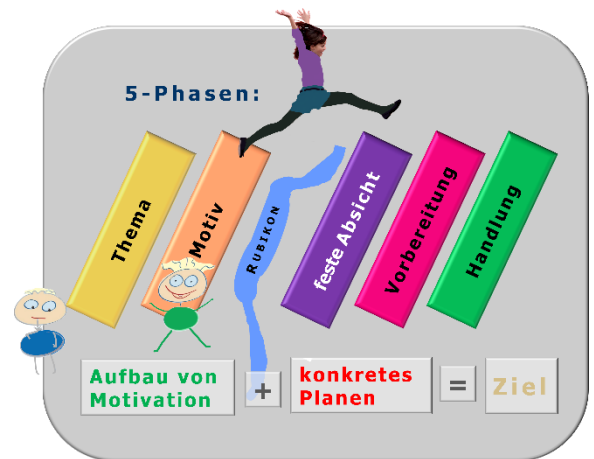 5-Phasen:
Thema
Motiv
RUBIKON
feste Absicht
Vorbereitung
Handlung
Aufbau von
Motivation
+
konkretes
Planen
=
Ziel